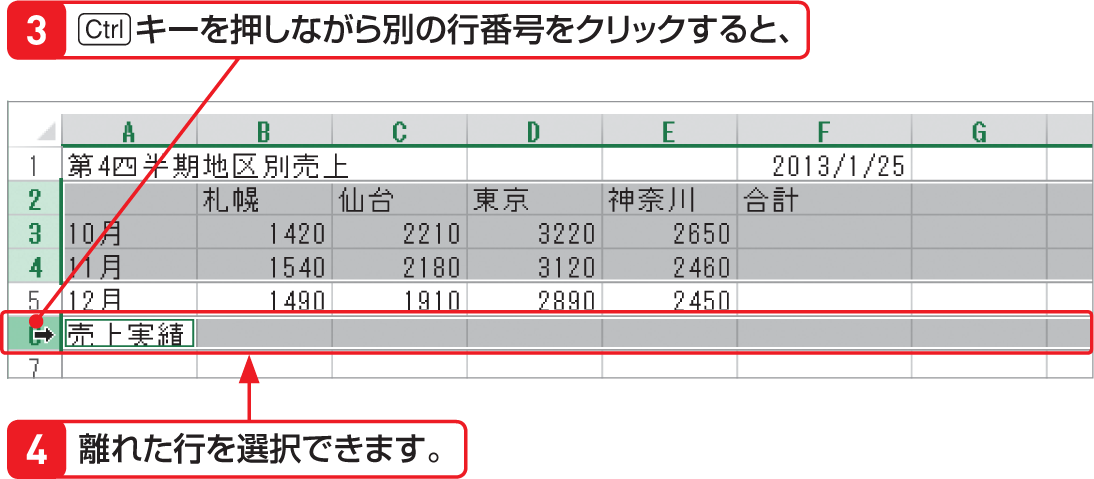 3 Ctrlキーを押しながら別の行番号をクリックすると、
A B C D E F G
1 第4四半期地区別売上 2013/1/25
2 札幌 仙台 東京 神奈川 合計
3 10月 1420 2210 3220 2650
4 11月 1540 2180 3120 2460
5 12月 1490 1910 2890 2450
6 売上実績
7
4 離れた行を選択できます。